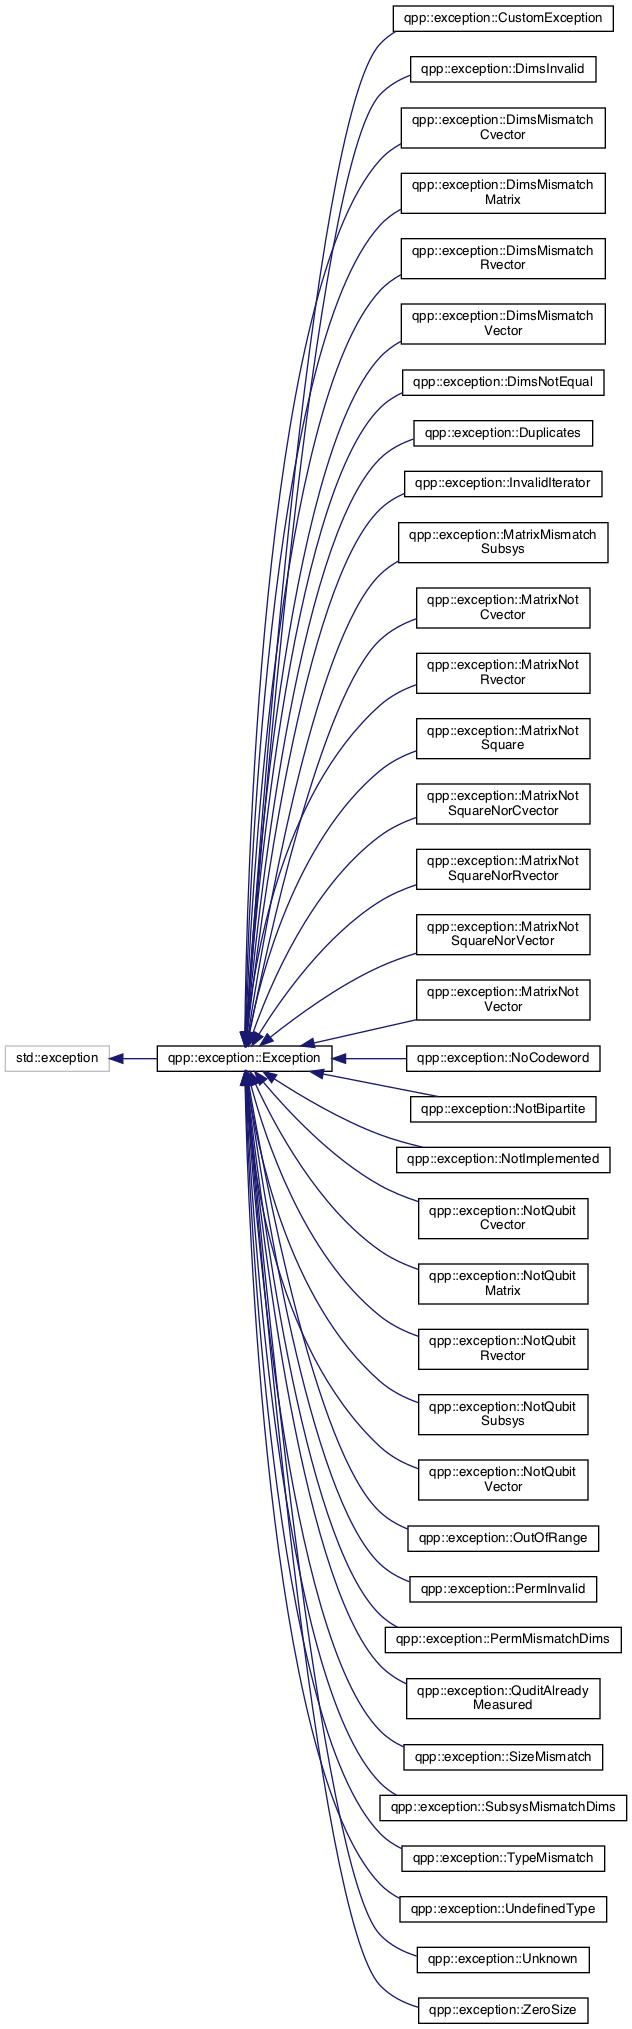 qpp::exception::CustomException
qpp::exception::DimsInvalid
qpp::exception::DimsMismatch
Cvector
qpp::exception::DimsMismatch
Matrix
qpp::exception::DimsMismatch
Rvector
qpp::exception::DimsMismatch
Vector
qpp::exception::DimsNotEqual
qpp::exception::Duplicates
qpp::exception::InvalidIterator
qpp::exception::MatrixMismatch
Subsys
qpp::exception::MatrixNot
Cvector
qpp::exception::MatrixNot
Rvector
qpp::exception::MatrixNot
Square
qpp::exception::MatrixNot
SquareNorCvector
qpp::exception::MatrixNot
SquareNorRvector
qpp::exception::MatrixNot
SquareNorVector
qpp::exception::MatrixNot
Vector
std::exception
qpp::exception::Exception
qpp::exception::NoCodeword
qpp::exception::NotBipartite
qpp::exception::NotImplemented
qpp::exception::NotQubit
Cvector
qpp::exception::NotQubit
Matrix
qpp::exception::NotQubit
Rvector
qpp::exception::NotQubit
Subsys
qpp::exception::NotQubit
Vector
qpp::exception::OutOfRange
qpp::exception::PermInvalid
qpp::exception::PermMismatchDims
qpp::exception::QuditAlready
Measured
qpp::exception::SizeMismatch
qpp::exception::SubsysMismatchDims
qpp::exception::TypeMismatch
qpp::exception::UndefinedType
qpp::exception::Unknown
qpp::exception::ZeroSize